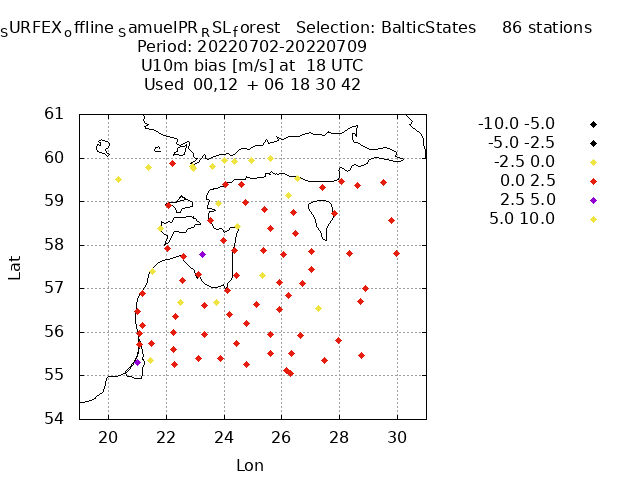 SURFEXoffline SamuelPRRSLforest Selection: BalticStates 86 stations
Period: 20220702-20220709
U10m bias [m/s] at 18 UTC
Used 00,12 + 06 18 30 42
-10.0 -5.0
-5.0 -2.5
-2.5 0.0
0.0 2.5
2.5 5.0
5.0 10.0
61
60
59
58
57
56
55
54
Lat
20 22 24 26 28 30
Lon